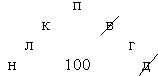 п
к в
л г
н 100 д